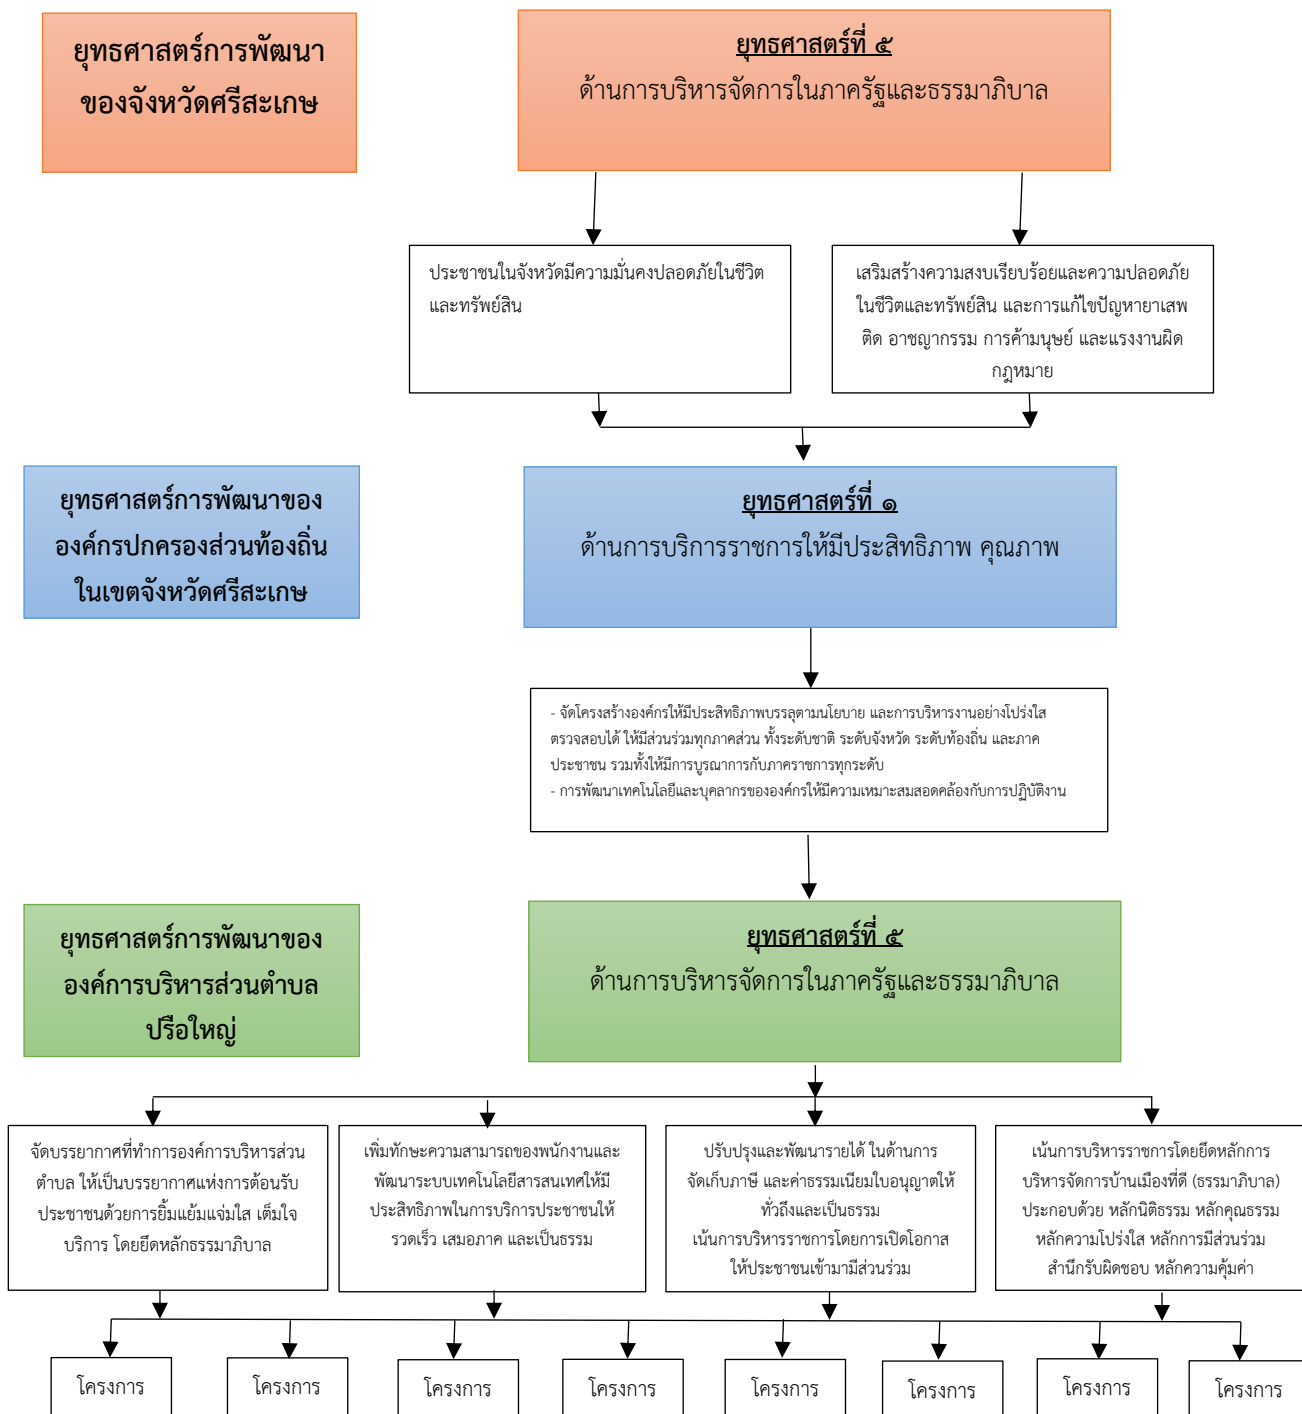 ยุทธศาสตร์การพัฒนา
ของจังหวัดศรีสะเกษ
ยุทธศาสตร์ที่ ๕
ด้านการบริหารจัดการในภาครัฐและธรรมาภิบาล
ประชาชนในจังหวัดมีความมั่นคงปลอดภัยในชีวิต
และทรัพย์สิน
เสริมสร้างความสงบเรียบร้อยและความปลอดภัย
ในชีวิตและทรัพย์สิน และการแก้ไขปัญหายาเสพ
ติด อาชญากรรม การค้ามนุษย์ และแรงงานผิด
กฎหมาย
ยุทธศาสตร์การพัฒนาของ
องค์กรปกครองส่วนท้องถิ่น
ในเขตจังหวัดศรีสะเกษ
ยุทธศาสตร์ที่ ๑
ด้านการบริการราชการให้มีประสิทธิภาพ คุณภาพ
- จัดโครงสร้างองค์กรให้มีประสิทธิภาพบรรลุตามนโยบาย และการบริหารงานอย่างโปร่งใส
ตรวจสอบได้ ให้มีส่วนร่วมทุกภาคส่วน ทั้งระดับชาติ ระดับจังหวัด ระดับท้องถิ่น และภาค
ประชาชน รวมทั้งให้มีการบูรณาการกับภาคราชการทุกระดับ
- การพัฒนาเทคโนโลยีและบุคลากรขององค์กรให้มีความเหมาะสมสอดคล้องกับการปฏิบัติงาน
ยุทธศาสตร์การพัฒนาของ
องค์การบริหารส่วนตำบล
ปรือใหญ่
ยุทธศาสตร์ที่ ๕
ด้านการบริหารจัดการในภาครัฐและธรรมาภิบาล
จัดบรรยากาศที่ทำการองค์การบริหารส่วน
ตำบล ให้เป็นบรรยากาศแห่งการต้อนรับ
ประชาชนด้วยการยิ้มแย้มแจ่มใส เต็มใจ
บริการ โดยยึดหลักธรรมาภิบาล
เพิ่มทักษะความสามารถของพนักงานและ
พัฒนาระบบเทคโนโลยีสารสนเทศให้มี
ประสิทธิภาพในการบริการประชาชนให้
รวดเร็ว เสมอภาค และเป็นธรรม
ปรับปรุงและพัฒนารายได้ ในด้านการ
จัดเก็บภาษี และค่าธรรมเนียมใบอนุญาตให้
ทั่วถึงและเป็นธรรม
เน้นการบริหารราชการโดยการเปิดโอกาส
ให้ประชาชนเข้ามามีส่วนร่วม
เน้นการบริหารราชการโดยยึดหลักการ
บริหารจัดการบ้านเมืองที่ดี (ธรรมาภิบาล)
ประกอบด้วย หลักนิติธรรม หลักคุณธรรม
หลักความโปร่งใส หลักการมีส่วนร่วม
สำนึกรับผิดชอบ หลักความคุ้มค่า
โครงการ
โครงการ
โครงการ
โครงการ
โครงการ
โครงการ
โครงการ
โครงการ